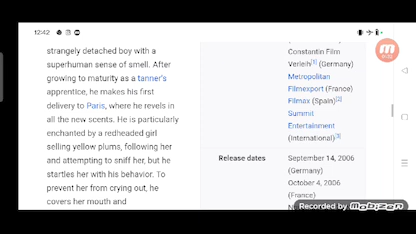 12:42
strangely detached boy with a
superhuman sense of smell. After
growing to maturity as a tanner's
apprentice, he makes his first
delivery to Paris, where he revels in
all the new scents. He is particularly
enchanted by a redheaded girl
selling yellow plums, following her
and attempting to sniff her, but he
startles her with his behavior. To
prevent her from crying out, he
covers her mouth and
Constantin Film
Verleih[1] (Germany)
Metropolitan
Filmexport (France)
Filmax (Spain)[2]
Summit
Entertainment
(International)[3]
Release dates
September 14, 2006
(Germany)
October 4, 2006
(France)
Recorded by Mobizen